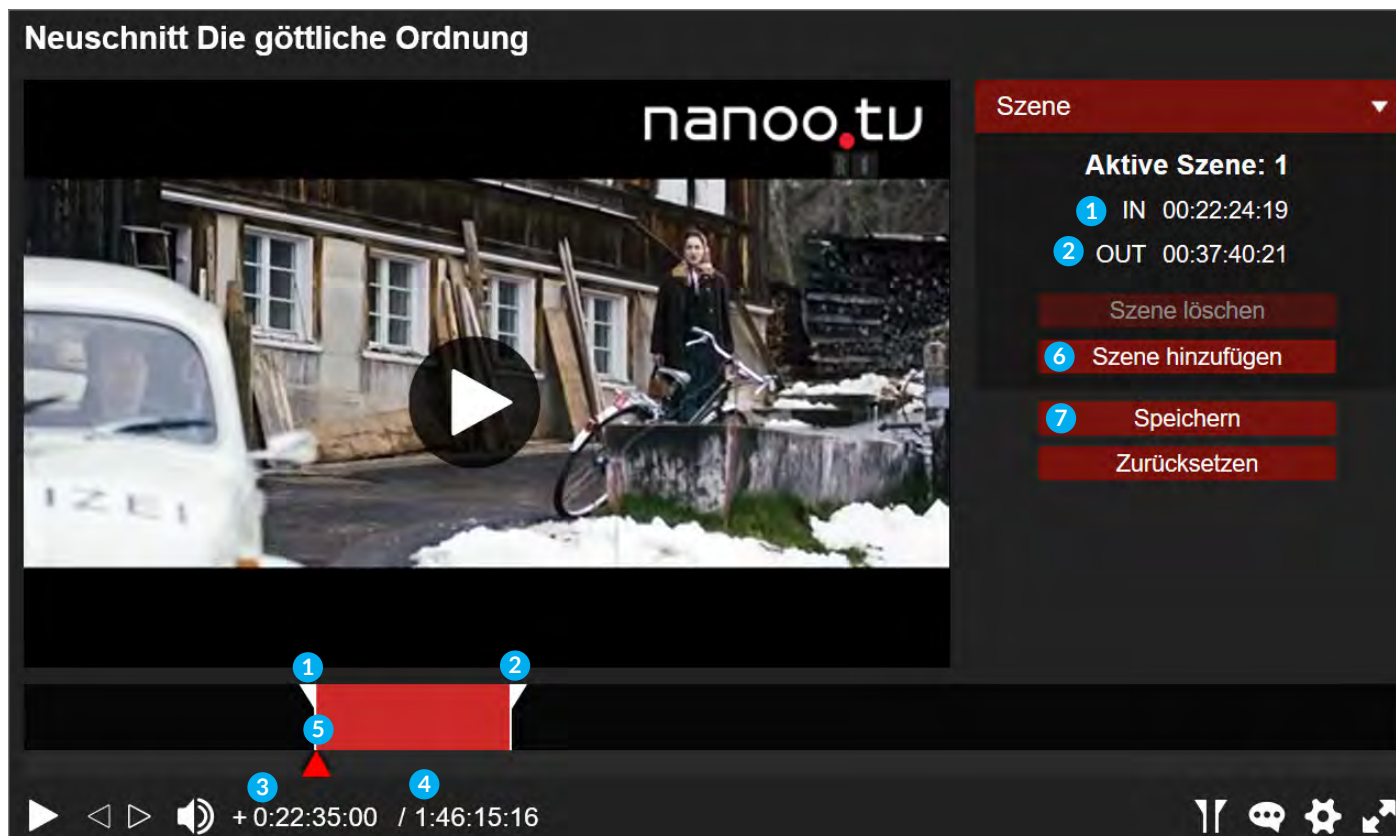 Neuschnitt Die göttliche Ordnung
nanoo.tv
IZEI
Szene
Aktive Szene: 1
1 IN 00:22:24:19
2 OUT 00:37:40:21
Szene löschen
6 Szene hinzufügen
7 Speichern
Zurücksetzen
1 2
5
3 4
+ 0:22:35:00 / 1:46:15:16